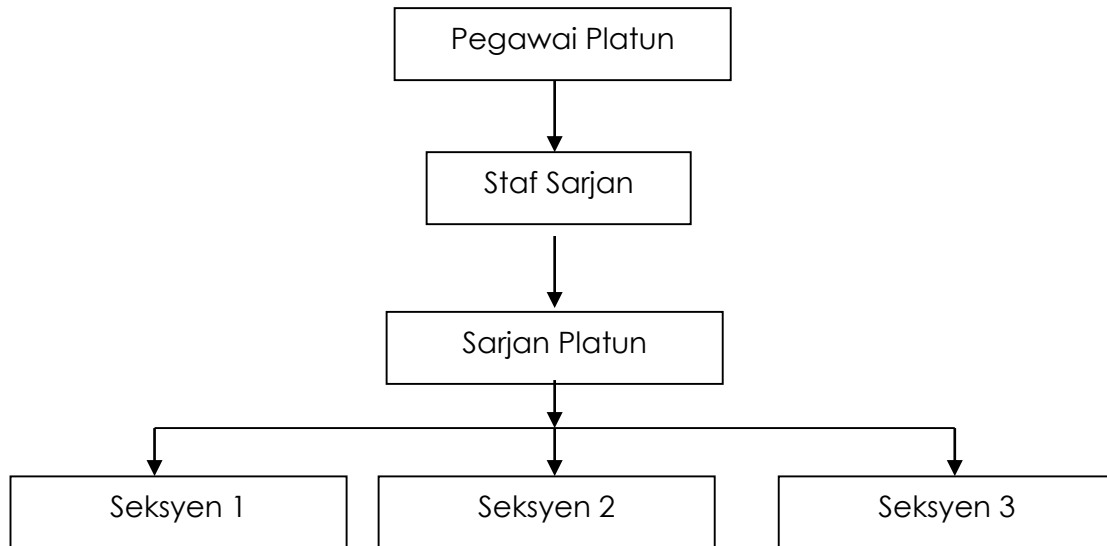 Pegawai Platun
Staf Sarjan
Sarjan Platun
Seksyen 1
Seksyen 2
Seksyen 3